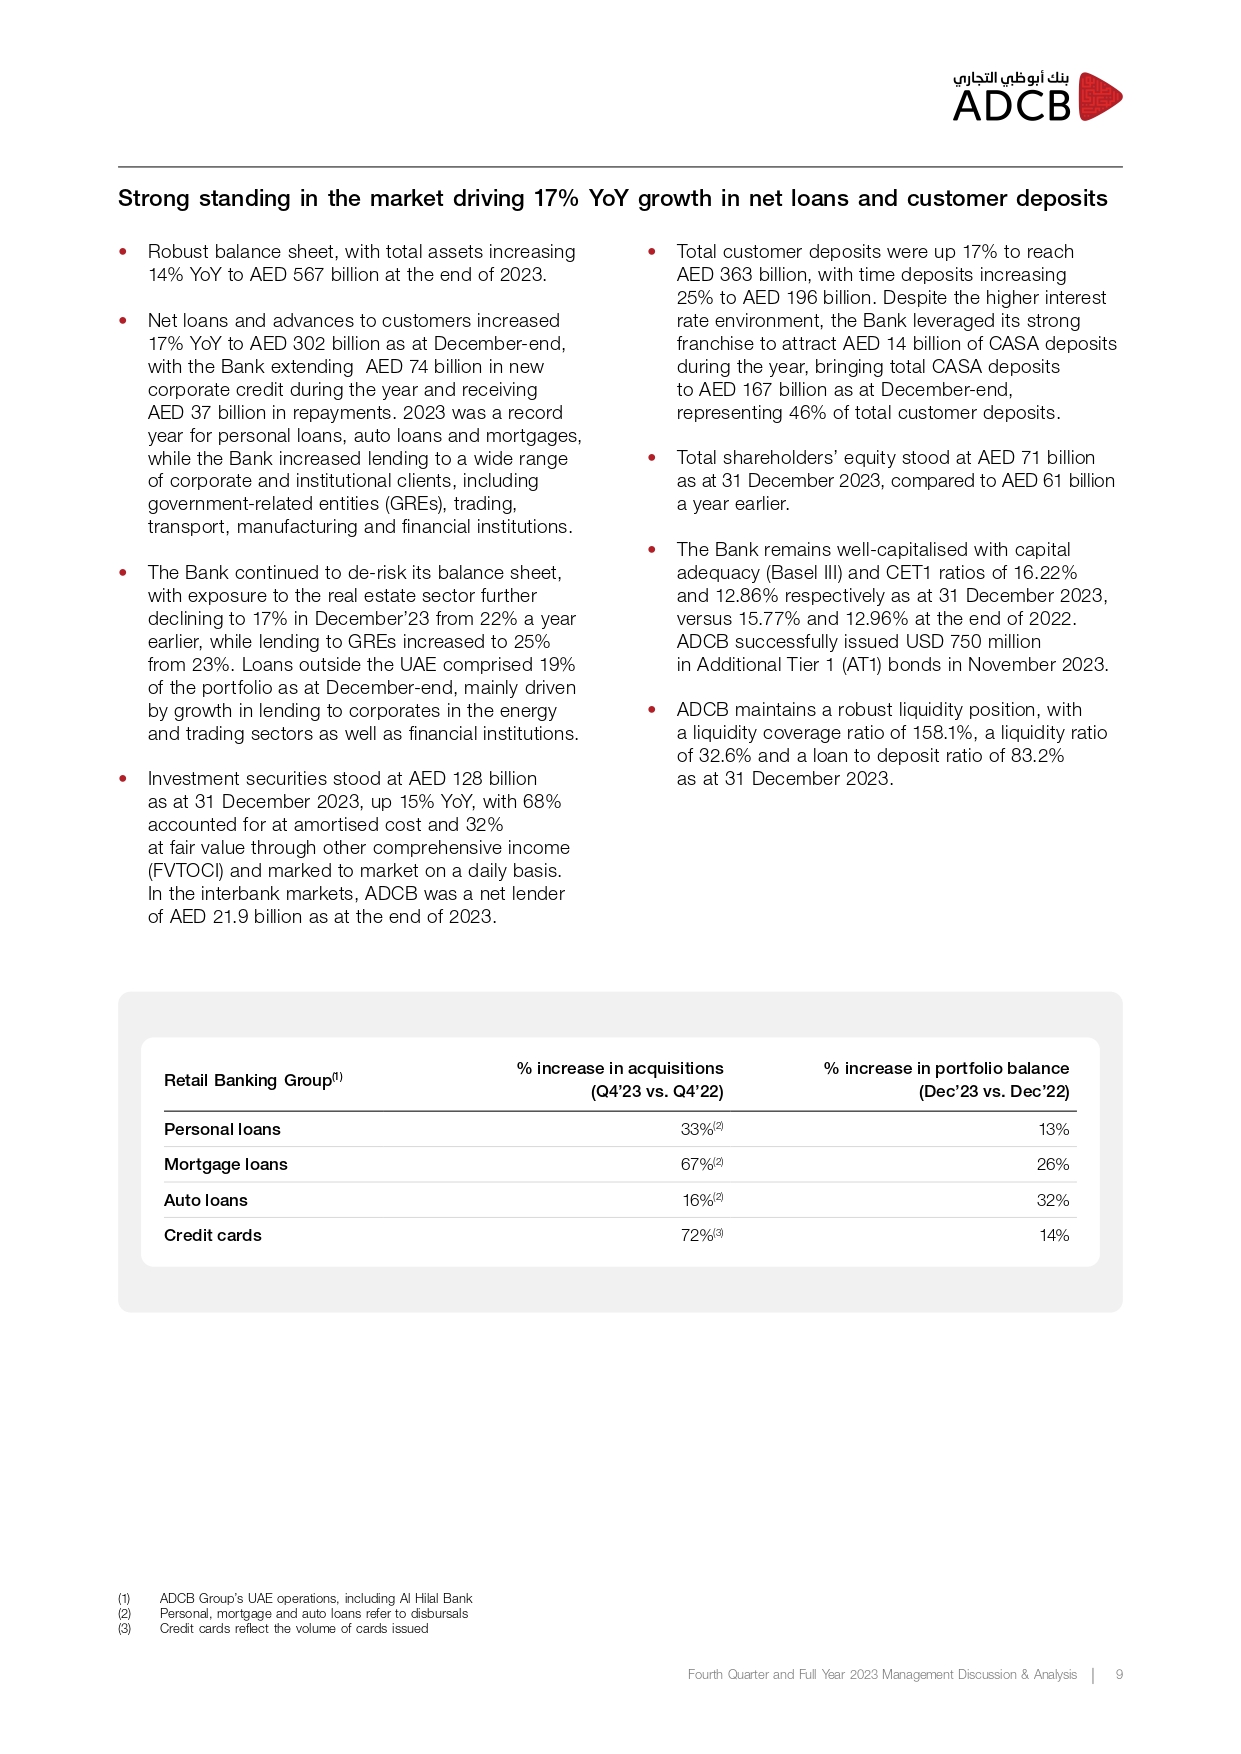 بنك أبوظبي التجاري
ADCB
Strong standing in the market driving 17% YoY growth in net loans and customer deposits
• Robust balance sheet, with total assets increasing
14% YoY to AED 567 billion at the end of 2023.
• Net loans and advances to customers increased
17% YoY to AED 302 billion as at December-end,
with the Bank extending AED 74 billion in new
corporate credit during the year and receiving
AED 37 billion in repayments. 2023 was a record
year for personal loans, auto loans and mortgages,
while the Bank increased lending to a wide range
of corporate and institutional clients, including
government-related entities (GREs), trading,
transport, manufacturing and financial institutions.
• The Bank continued to de-risk its balance sheet,
with exposure to the real estate sector further
declining to 17% in December’23 from 22% a year
earlier, while lending to GREs increased to 25%
from 23%. Loans outside the UAE comprised 19%
of the portfolio as at December-end, mainly driven
by growth in lending to corporates in the energy
and trading sectors as well as financial institutions.
• Investment securities stood at AED 128 billion
as at 31 December 2023, up 15% YoY, with 68%
accounted for at amortised cost and 32%
at fair value through other comprehensive income
(FVTOCI) and marked to market on a daily basis.
In the interbank markets, ADCB was a net lender
of AED 21.9 billion as at the end of 2023.
• Total customer deposits were up 17% to reach
AED 363 billion, with time deposits increasing
25% to AED 196 billion. Despite the higher interest
rate environment, the Bank leveraged its strong
franchise to attract AED 14 billion of CASA deposits
during the year, bringing total CASA deposits
to AED 167 billion as at December-end,
representing 46% of total customer deposits.
• Total shareholders’ equity stood at AED 71 billion
as at 31 December 2023, compared to AED 61 billion
a year earlier.
• The Bank remains well-capitalised with capital
adequacy (Basel III) and CET1 ratios of 16.22%
and 12.86% respectively as at 31 December 2023,
versus 15.77% and 12.96% at the end of 2022.
ADCB successfully issued USD 750 million
in Additional Tier 1 (AT1) bonds in November 2023.
• ADCB maintains a robust liquidity position, with
a liquidity coverage ratio of 158.1%, a liquidity ratio
of 32.6% and a loan to deposit ratio of 83.2%
as at 31 December 2023.
Retail Banking Group(1) % increase in acquisitions (Q4’23 vs. Q4’22) % increase in portfolio balance (Dec’23 vs. Dec’22)
Personal loans 33%(2) 13%
Mortgage loans 67%(2) 26%
Auto loans 16%(2) 32%
Credit cards 72%(3) 14%
(1) ADCB Group’s UAE operations, including Al Hilal Bank
(2) Personal, mortgage and auto loans refer to disbursals
(3) Credit cards reflect the volume of cards issued
Fourth Quarter and Full Year 2023 Management Discussion & Analysis | 9